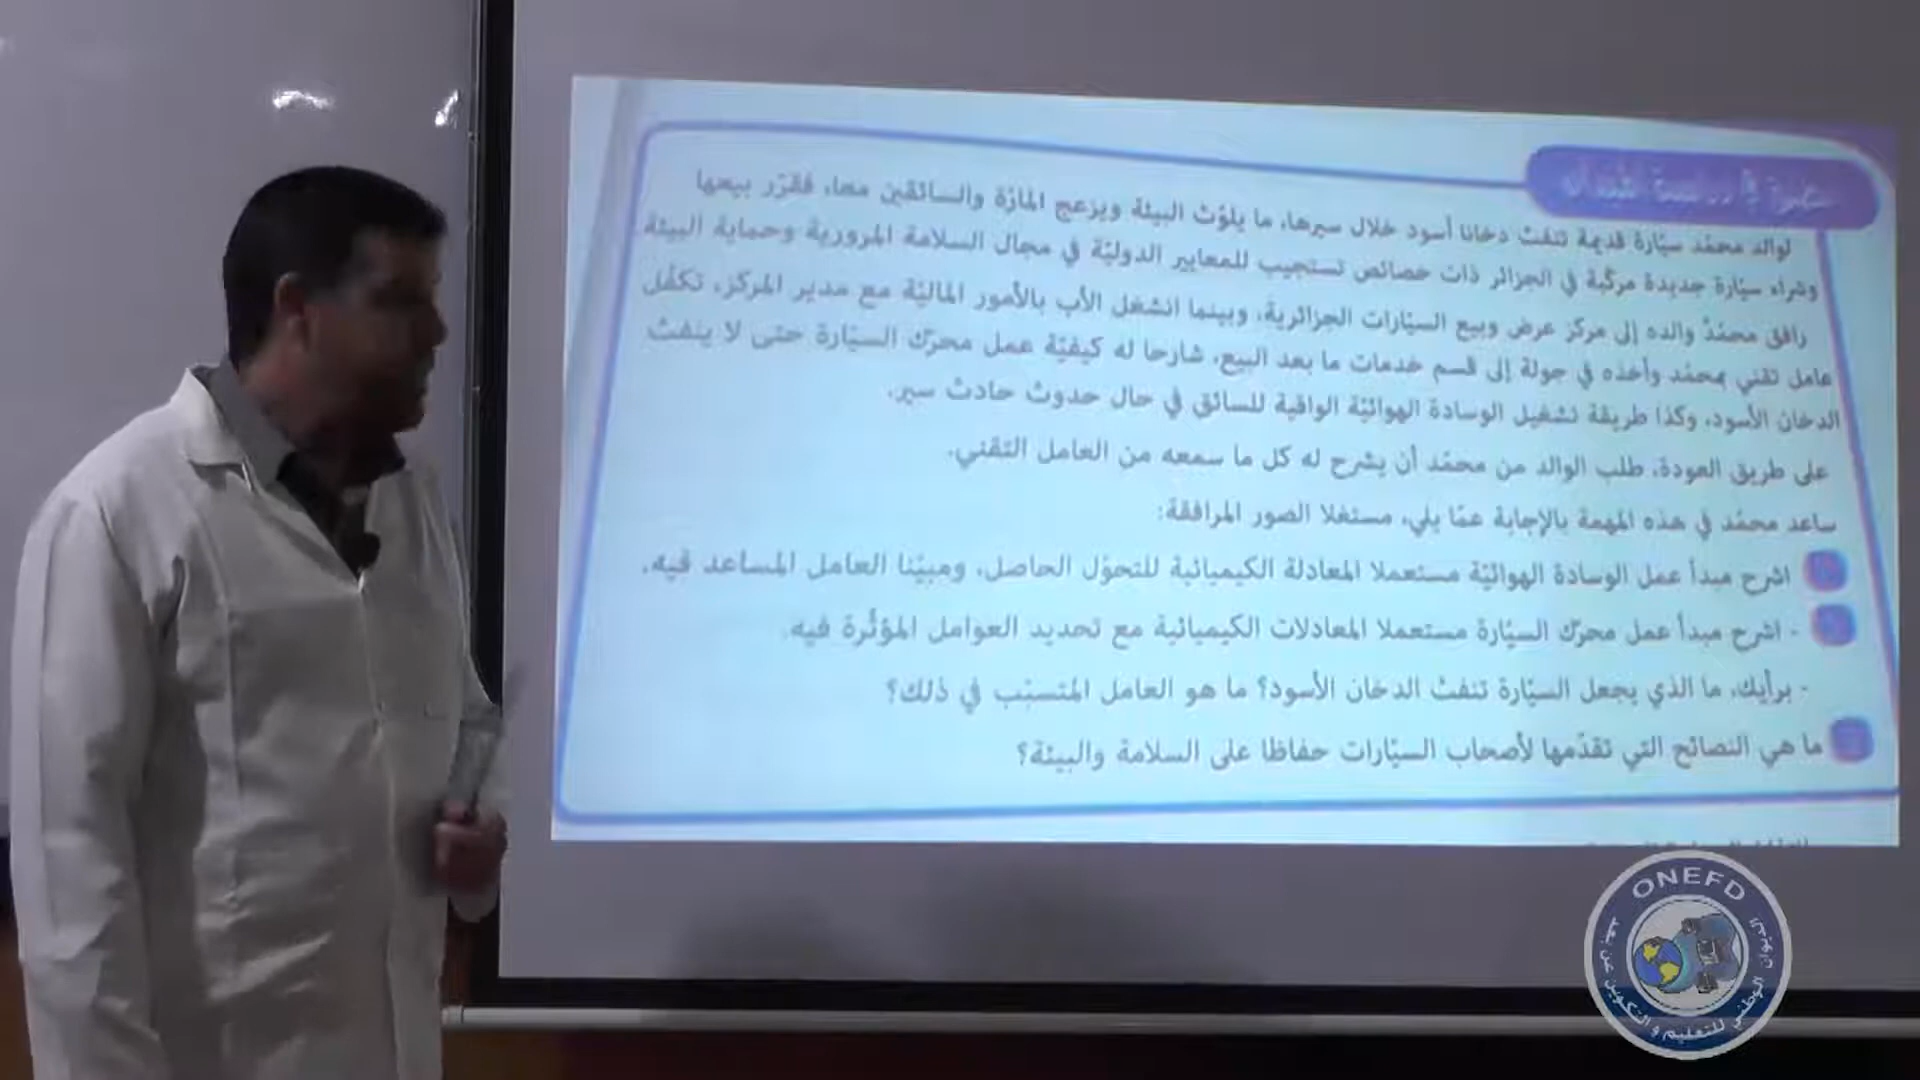 لوالد محمّد سيّارة قديمة تنفث دخانا أسود خلال سيرها، ما يلوّث البيئة ويزعج المارّة والسائقين معا، فقرّر بيعها
وشراء سيّارة جديدة مركّبة في الجزائر ذات خصائص تستجيب للمعايير الدوليّة في مجال السلامة المرورية وحماية البيئة
رافق محمّدٌ والده إلى مركز عرض وبيع السيّارات الجزائرية، وبينما انشغل الأب بالأمور الماليّة مع مدير المركز، تكفّل
عامل تقني بمحمّد وأخذه في جولة إلى قسم خدمات ما بعد البيع، شارحا له كيفيّة عمل محرّك السيّارة حتى لا ينفث
الدخان الأسود، وكذا طريقة تشغيل الوسادة الهوائيّة الواقية للسائق في حال حدوث حادث سير.
على طريق العودة، طلب الوالد من محمّد أن يشرح له كل ما سمعه من العامل التقني.
ساعد محمّد في هذه المهمة بالإجابة عمّا يلي، مستغلا الصور المرافقة:
اشرح مبدأ عمل الوسادة الهوائيّة مستعملا المعادلة الكيميائية للتحوّل الحاصل، ومبيّنا العامل المساعد فيه.
- اشرح مبدأ عمل محرّك السيّارة مستعملا المعادلات الكيميائية مع تحديد العوامل المؤثّرة فيه.
- برأيك، ما الذي يجعل السيّارة تنفث الدخان الأسود؟ ما هو العامل المتسبّب في ذلك؟
ما هي النصائح التي تقدّمها لأصحاب السيّارات حفاظا على السلامة والبيئة؟
ONEFD
الديوان الوطني للتعليم و التكوين عن بعد